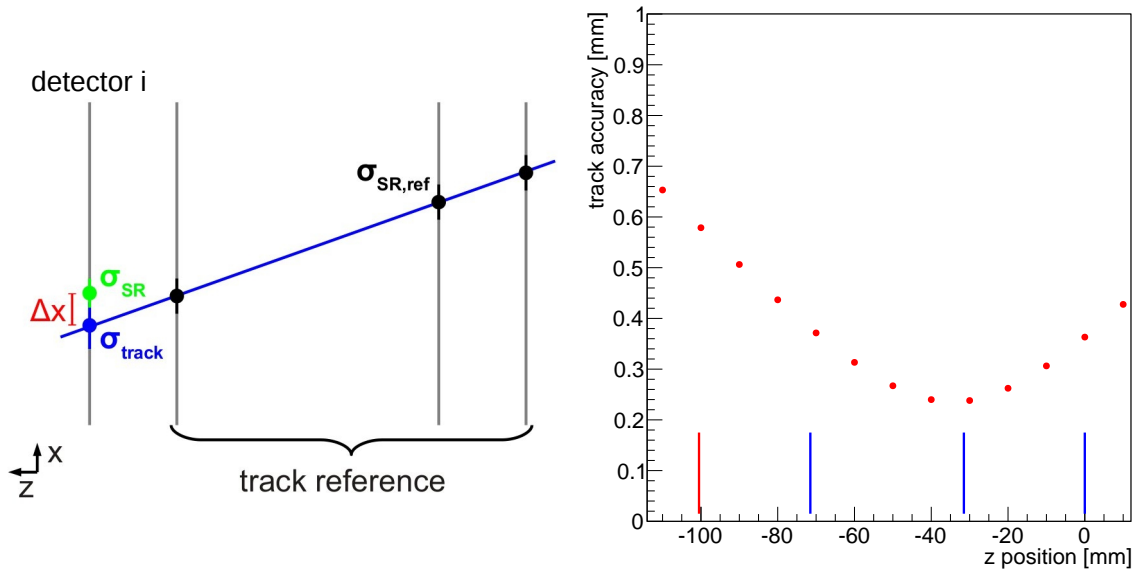 detector i
σSR,ref
σSR
Δx
σtrack
x
z
track reference
track accuracy [mm]
1
0.9
0.8
0.7
0.6
0.5
0.4
0.3
0.2
0.1
0
-100 -80 -60 -40 -20 0
z position [mm]